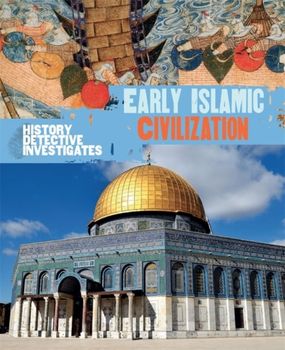 EARLY ISLAMIC
CIVILIZATION
HISTORY
DETECTIVE
INVESTIGATES